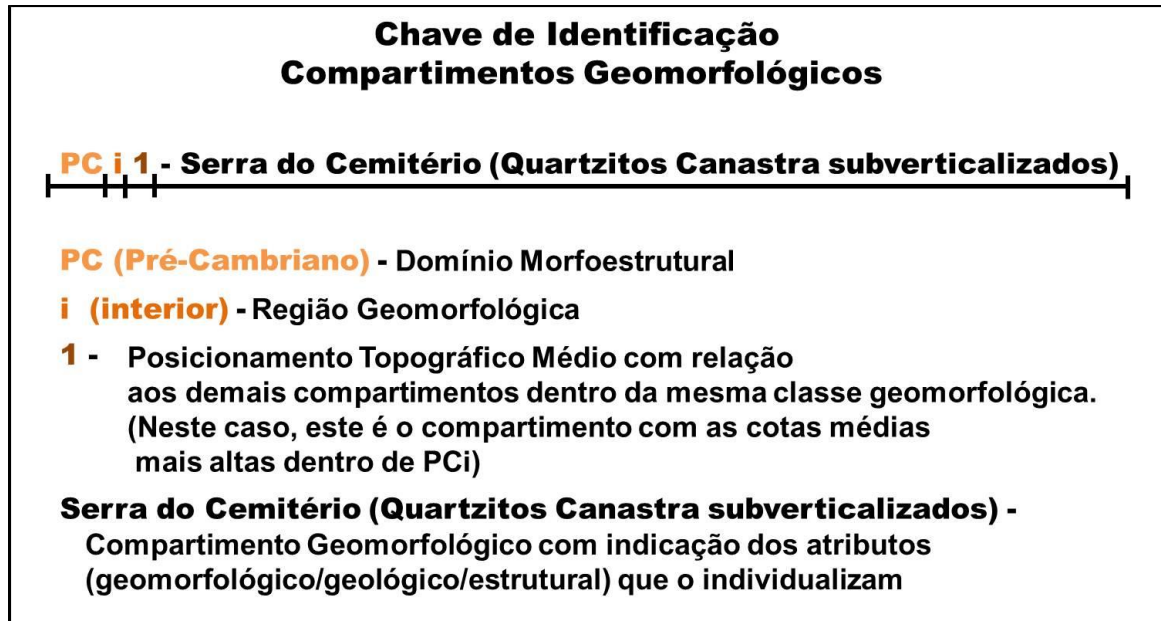 Chave de Identificação
Compartimentos Geomorfológicos
PC i 1 - Serra do Cemitério (Quartzitos Canastra subverticalizados)
PC (Pré-Cambriano) - Domínio Morfoestrutural
i (interior) - Região Geomorfológica
1 - Posicionamento Topográfico Médio com relação
aos demais compartimentos dentro da mesma classe geomorfológica.
(Neste caso, este é o compartimento com as cotas médias
mais altas dentro de PCi)
Serra do Cemitério (Quartzitos Canastra subverticalizados) -
Compartimento Geomorfológico com indicação dos atributos
(geomorfológico/geológico/estrutural) que o individualizam